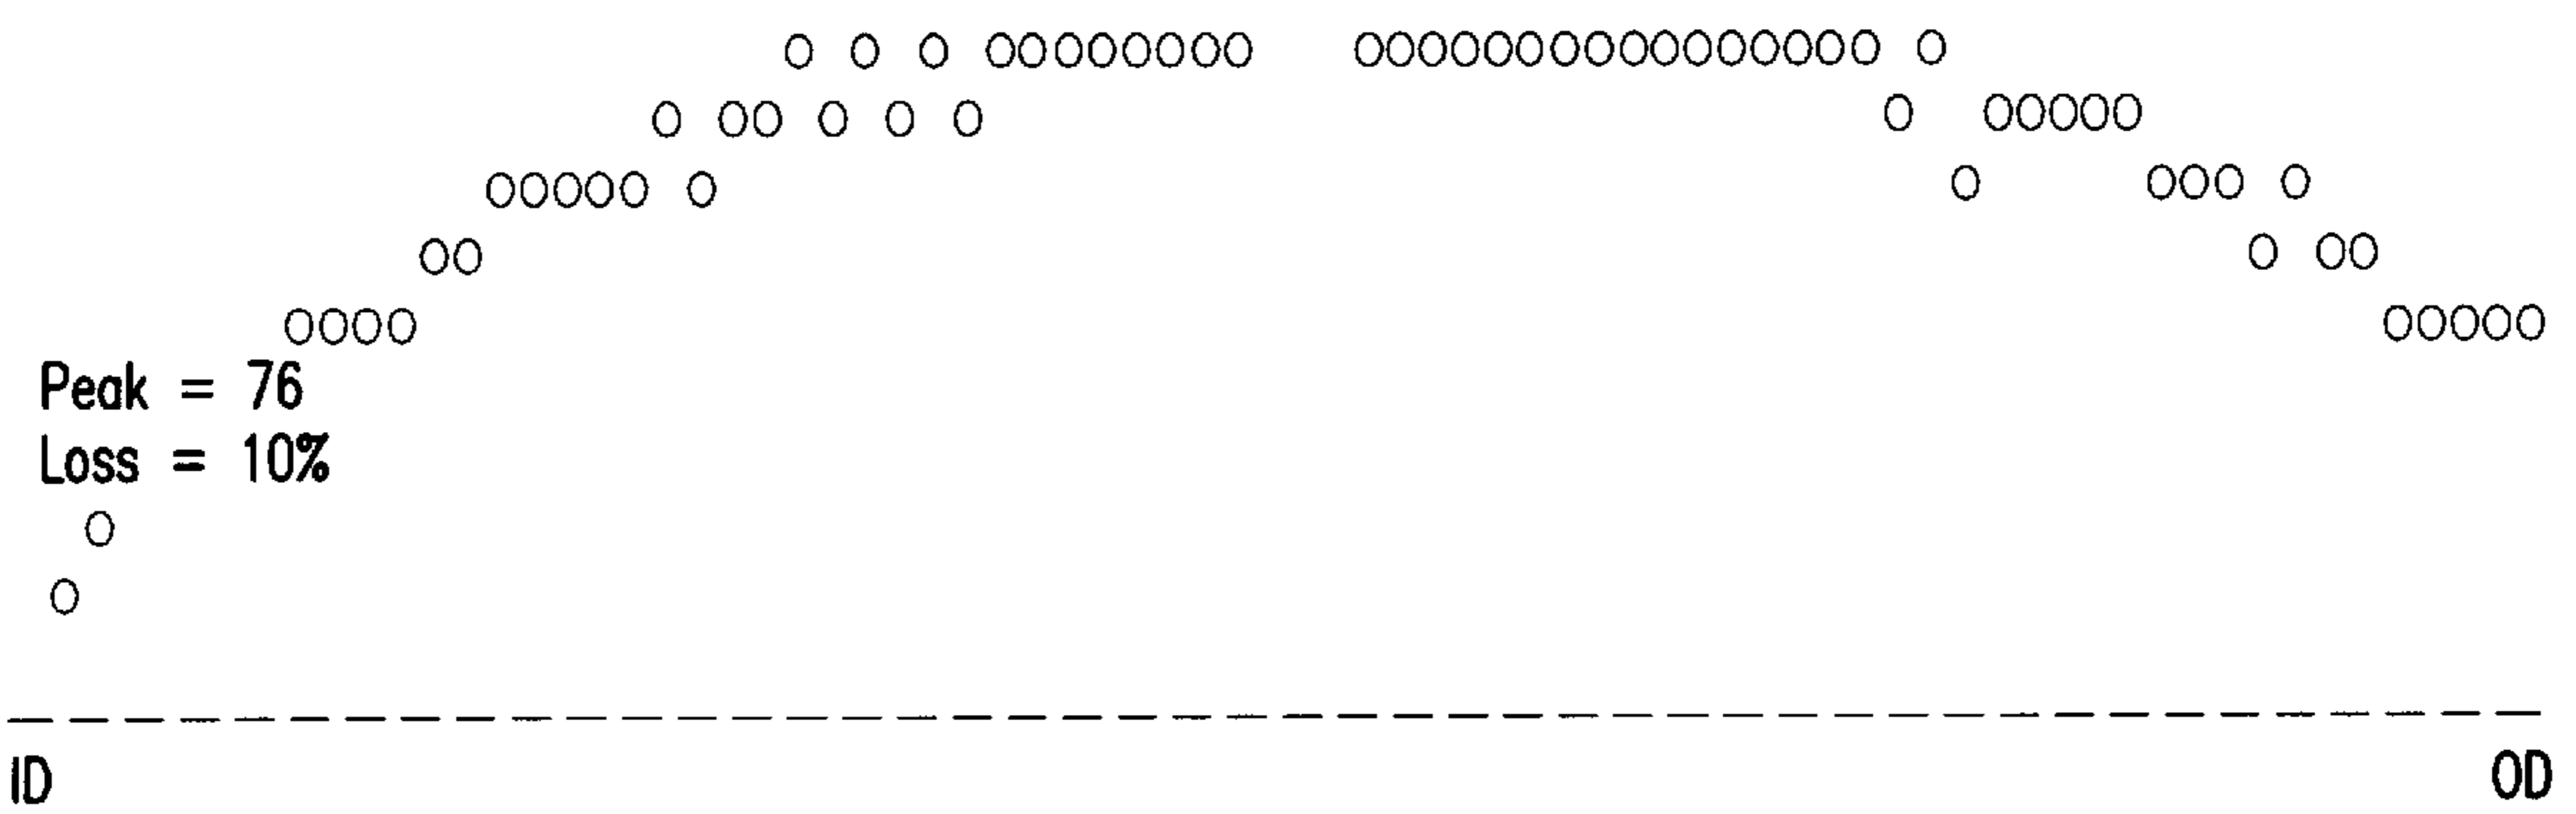 Peak = 76
Loss = 10%
ID
OD